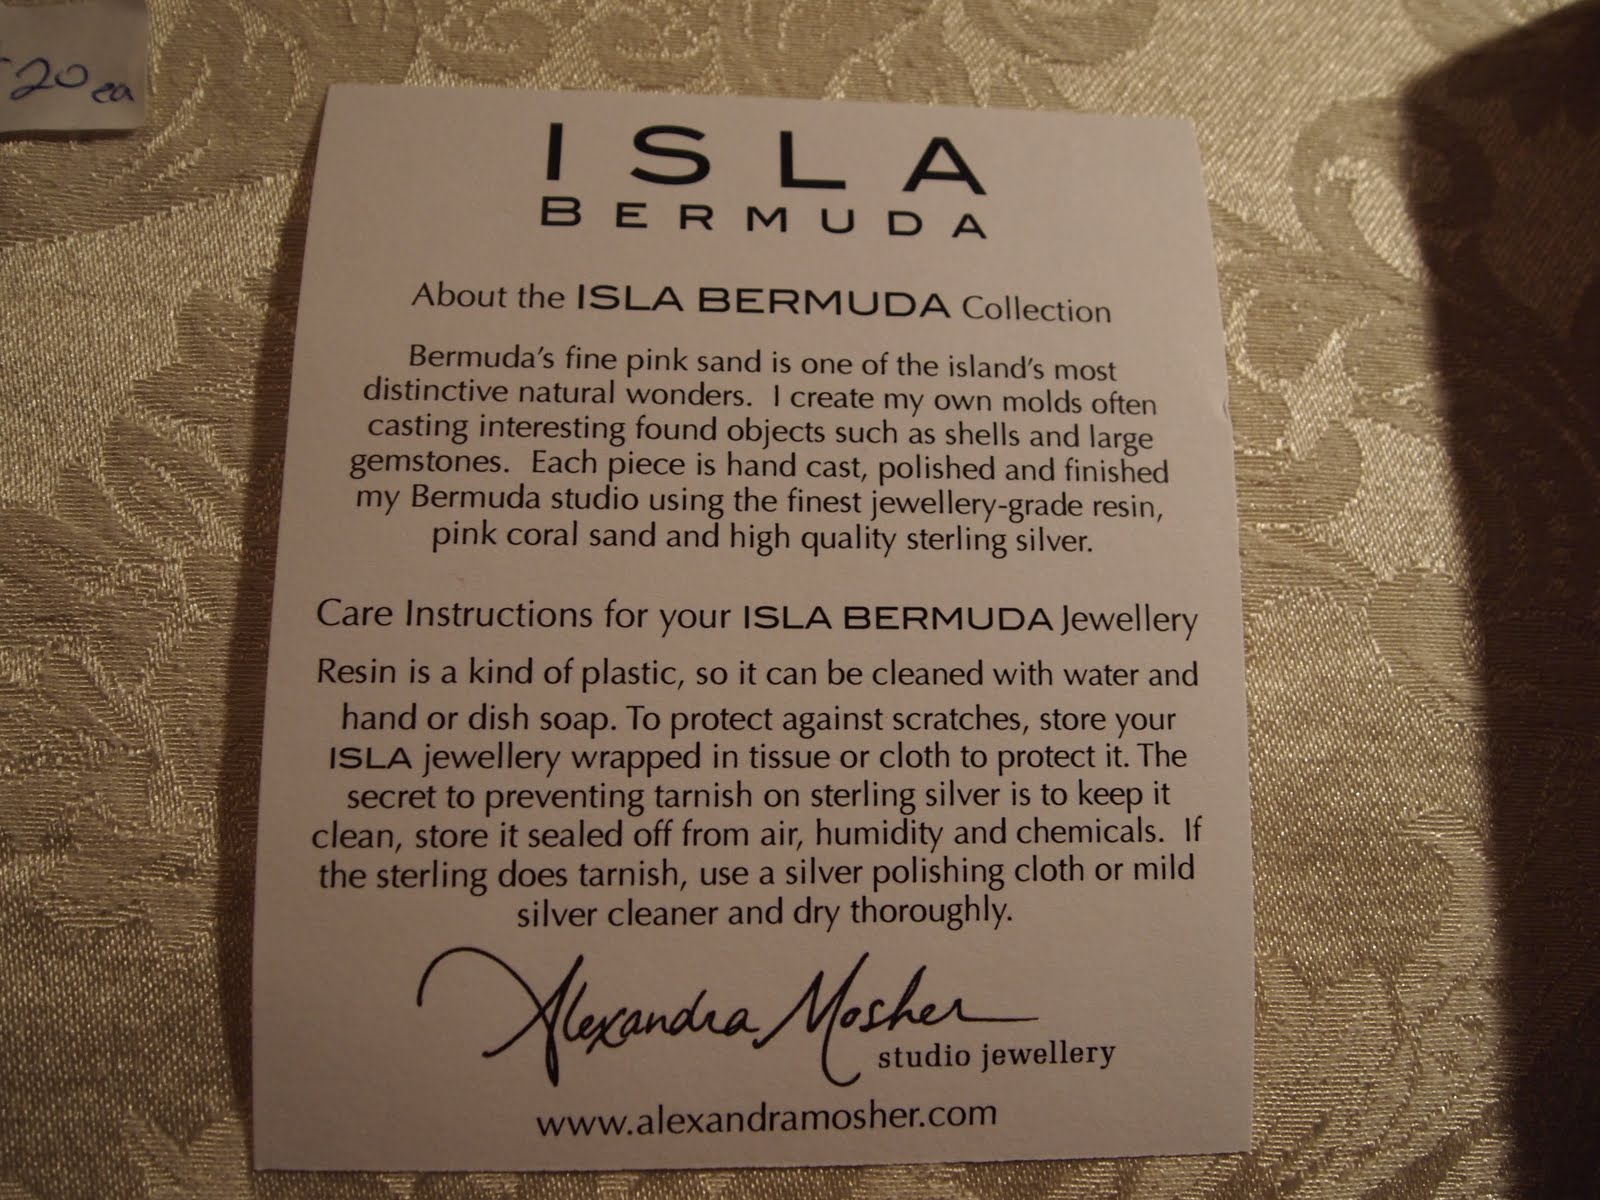 20 ea
ISLA
BERMUDA
About the ISLA BERMUDA Collection
Bermuda's fine pink sand is one of the island's most
distinctive natural wonders. I create my own molds often
casting interesting found objects such as shells and large
gemstones. Each piece is hand cast, polished and finished
my Bermuda studio using the finest jewellery-grade resin,
pink coral sand and high quality sterling silver.
Care Instructions for your ISLA BERMUDA Jewellery
Resin is a kind of plastic, so it can be cleaned with water and
hand or dish soap. To protect against scratches, store your
ISLA jewellery wrapped in tissue or cloth to protect it. The
secret to preventing tarnish on sterling silver is to keep it
clean, store it sealed off from air, humidity and chemicals. If
the sterling does tarnish, use a silver polishing cloth or mild
silver cleaner and dry thoroughly.
Alexandra Mosher
studio jewellery
www.alexandramosher.com